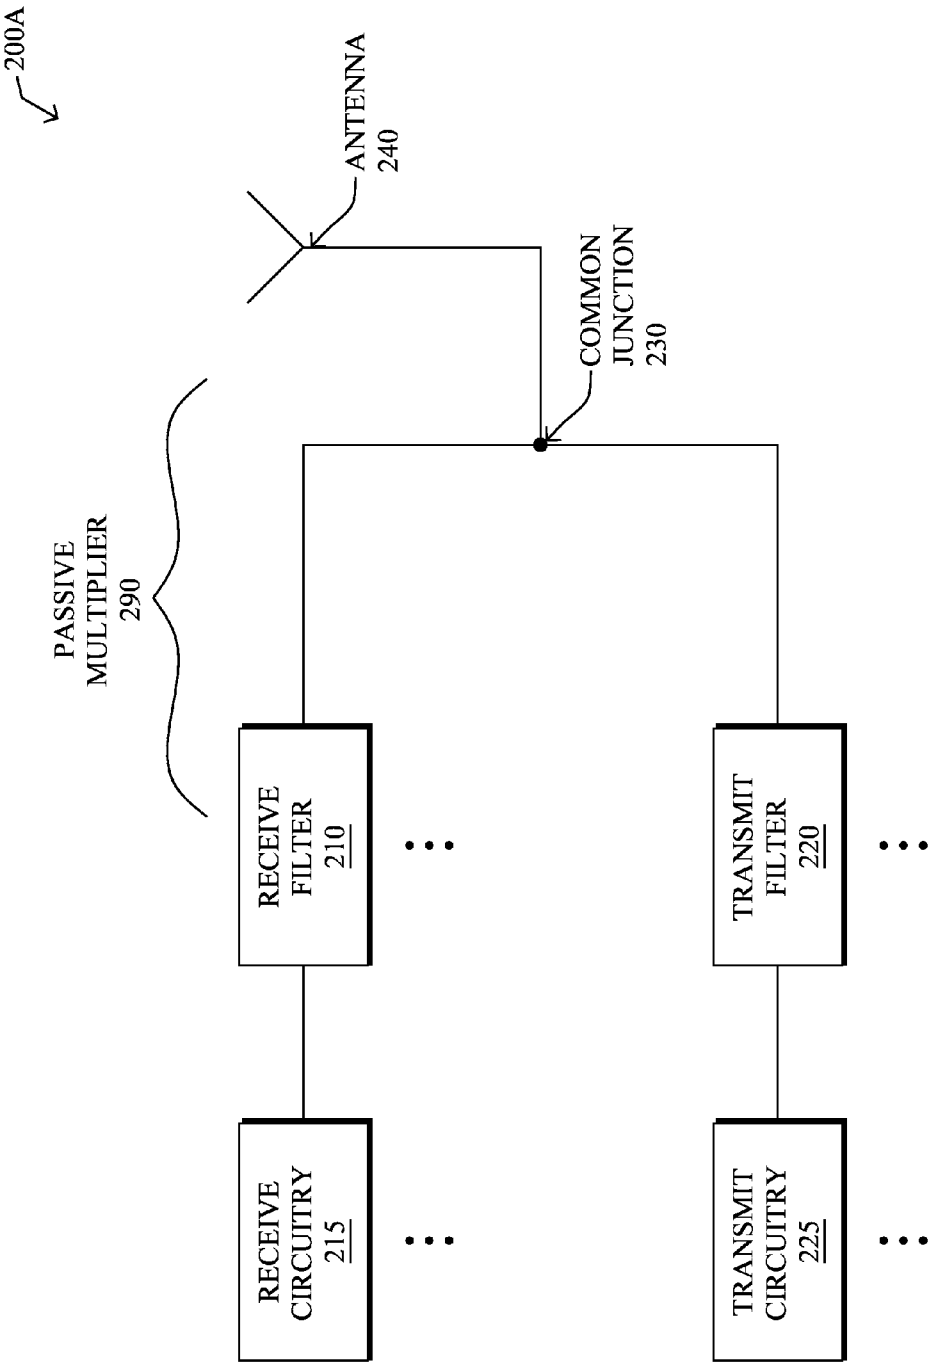 200A
PASSIVE
MULTIPLIER
290
ANTENNA
240
COMMON
JUNCTION
230
RECEIVE
CIRCUITRY
215
RECEIVE
FILTER
210
TRANSMIT
CIRCUITRY
225
TRANSMIT
FILTER
220